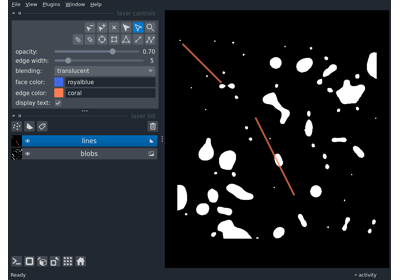 File View Plugins Window Help
layer controls
opacity: 0.70
edge width: 5
blending: translucent
face color: royalblue
edge color: coral
display text:
layer list
lines
blobs
Ready
activity